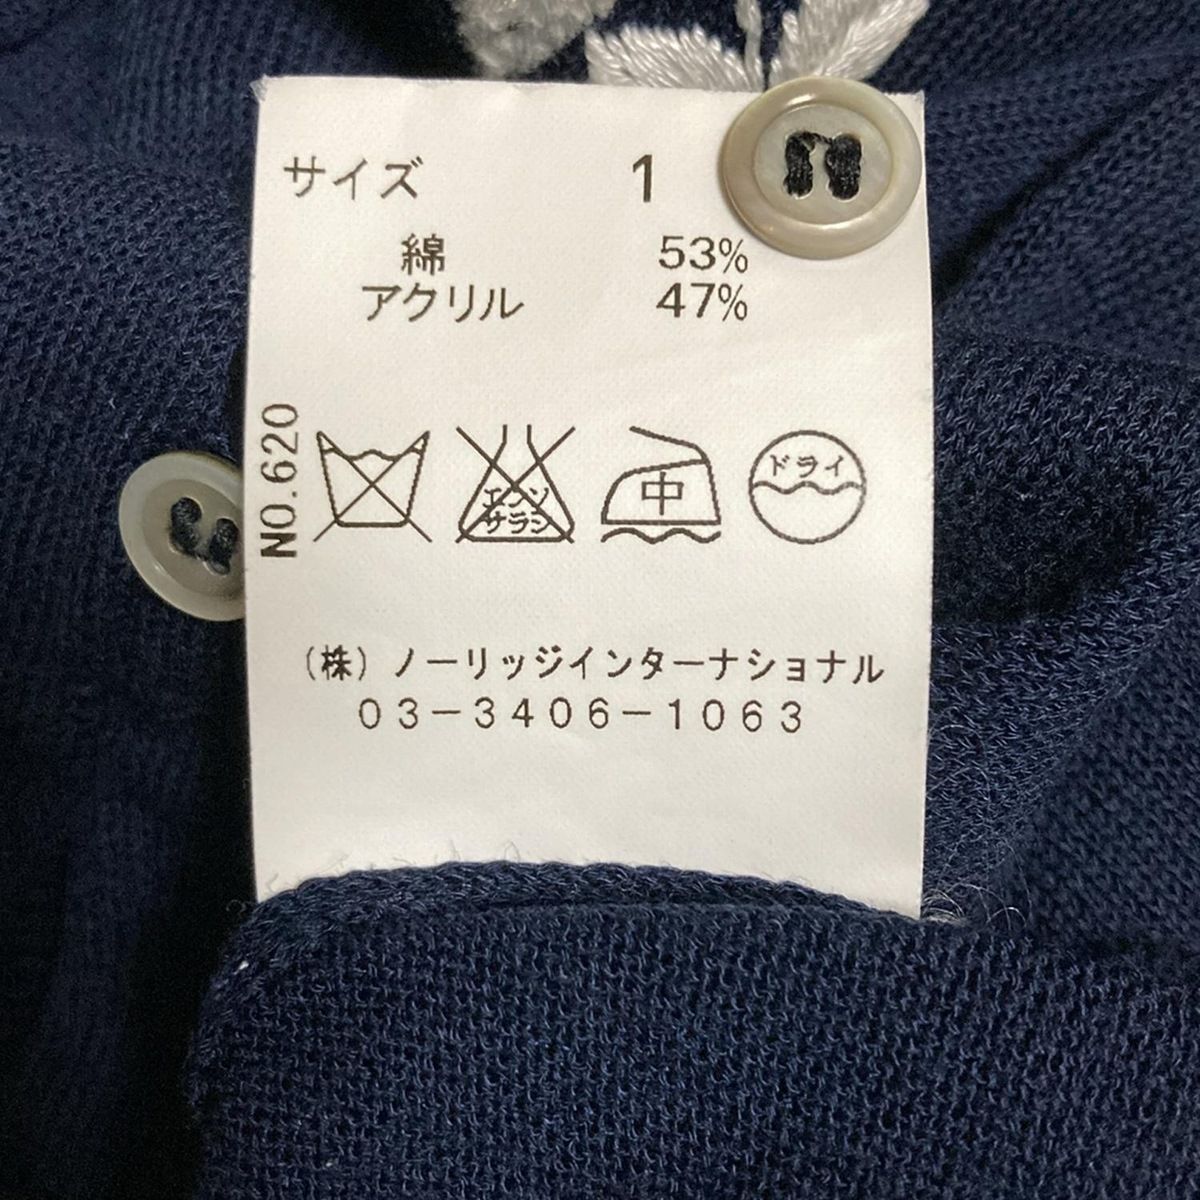 サイズ 1
綿 53%
アクリル 47%
NO.620
エンソ
サラシ
中
ドライ
（株）ノーリッジインターナショナル
０３－３４０６－１０６３